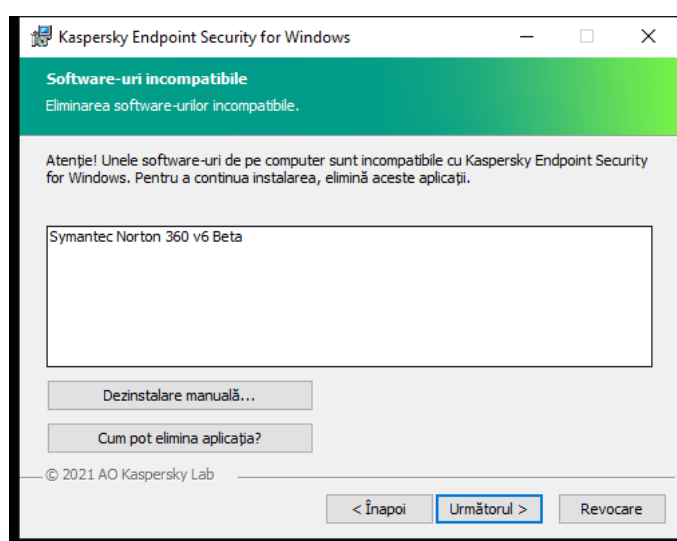 Kaspersky Endpoint Security for Windows
Software-uri incompatibile
Eliminarea software-urilor incompatibile.
Atenție! Unele software-uri de pe computer sunt incompatibile cu Kaspersky Endpoint Security
for Windows. Pentru a continua instalarea, elimină aceste aplicații.
Symantec Norton 360 v6 Beta
Dezinstalare manuală...
Cum pot elimina aplicația?
© 2021 AO Kaspersky Lab
< Înapoi Următorul > Revocare